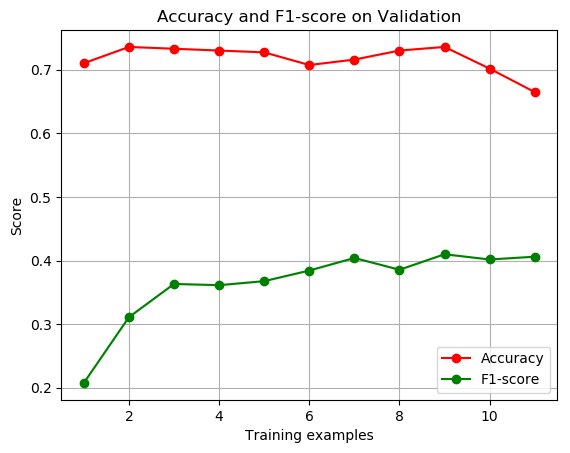 Accuracy and F1-score on Validation
Score
0.7
0.6
0.5
0.4
0.3
0.2
2 4 6 8 10
Training examples
Accuracy
F1-score